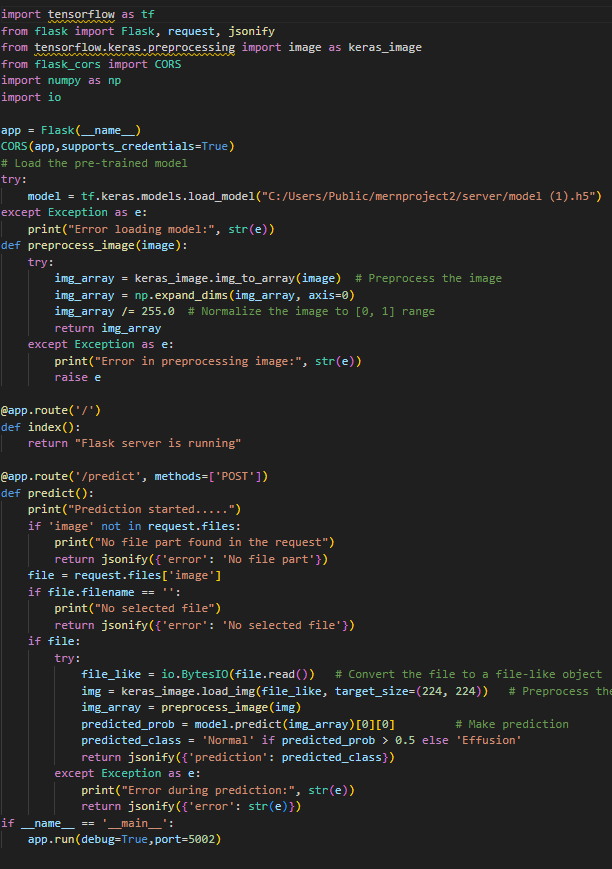 import tensorflow as tf
from flask import Flask, request, jsonify
from tensorflow.keras.preprocessing import image as keras_image
from flask_cors import CORS
import numpy as np
import io

app = Flask(__name__)
CORS(app,supports_credentials=True)
# Load the pre-trained model
try:
    model = tf.keras.models.load_model("C:/Users/Public/mernproject2/server/model (1).h5")
except Exception as e:
    print("Error loading model:", str(e))
def preprocess_image(image):
    try:
        img_array = keras_image.img_to_array(image)  # Preprocess the image
        img_array = np.expand_dims(img_array, axis=0)
        img_array /= 255.0  # Normalize the image to [0, 1] range
        return img_array
    except Exception as e:
        print("Error in preprocessing image:", str(e))
        raise e

@app.route('/')
def index():
    return "Flask server is running"

@app.route('/predict', methods=['POST'])
def predict():
    print("Prediction started.....")
    if 'image' not in request.files:
        print("No file part found in the request")
        return jsonify({'error': 'No file part'})
    file = request.files['image']
    if file.filename == '':
        print("No selected file")
        return jsonify({'error': 'No selected file'})
    if file:
        try:
            file_like = io.BytesIO(file.read())   # Convert the file to a file-like object
            img = keras_image.load_img(file_like, target_size=(224, 224))   # Preprocess the
            img_array = preprocess_image(img)
            predicted_prob = model.predict(img_array)[0][0]         # Make prediction
            predicted_class = 'Normal' if predicted_prob > 0.5 else 'Effusion'
            return jsonify({'prediction': predicted_class})
        except Exception as e:
            print("Error during prediction:", str(e))
            return jsonify({'error': str(e)})
if __name__ == '__main__':
    app.run(debug=True,port=5002)